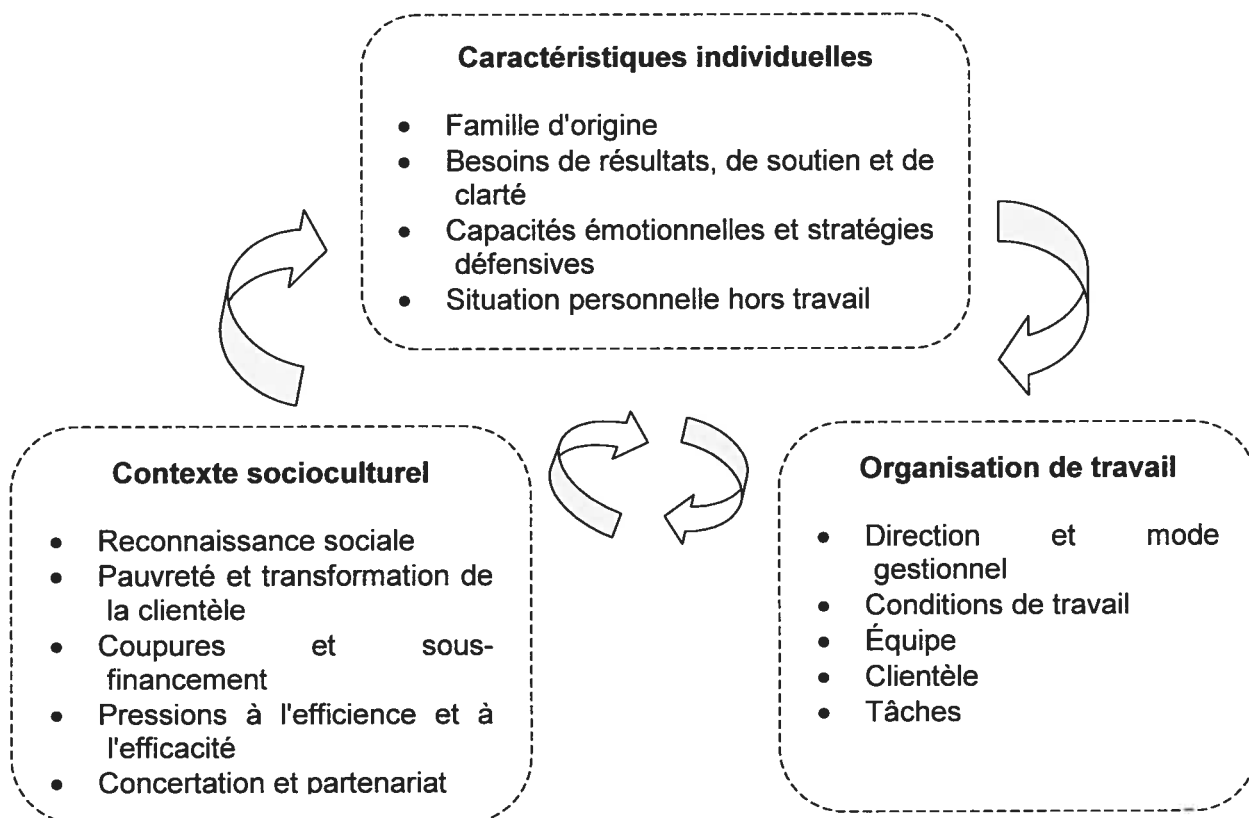 Caractéristiques individuelles
• Famille d'origine
• Besoins de résultats, de soutien et de
clarté
• Capacités émotionnelles et stratégies
défensives
• Situation personnelle hors travail
Contexte socioculturel
• Reconnaissance sociale
• Pauvreté et transformation de
la clientèle
• Coupures et sous-
financement
• Pressions à l'efficience et à
l'efficacité
• Concertation et partenariat
Organisation de travail
• Direction et mode
gestionnel
• Conditions de travail
• Équipe
• Clientèle
• Tâches